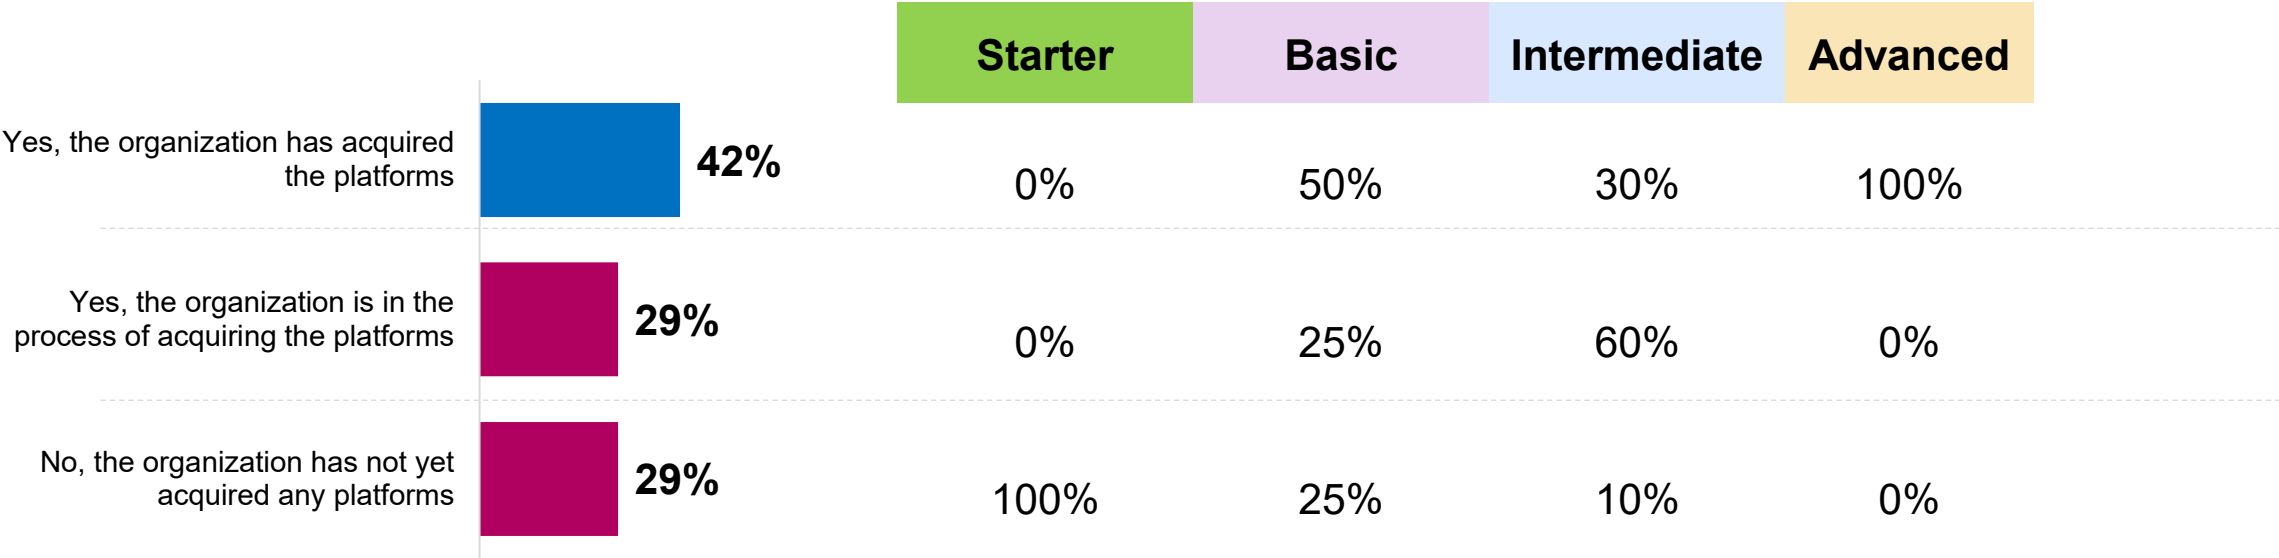 Starter Basic Intermediate Advanced
Yes, the organization has acquired
the platforms
42% 0% 50% 30% 100%
Yes, the organization is in the
process of acquiring the platforms
29% 0% 25% 60% 0%
No, the organization has not yet
acquired any platforms
29% 100% 25% 10% 0%